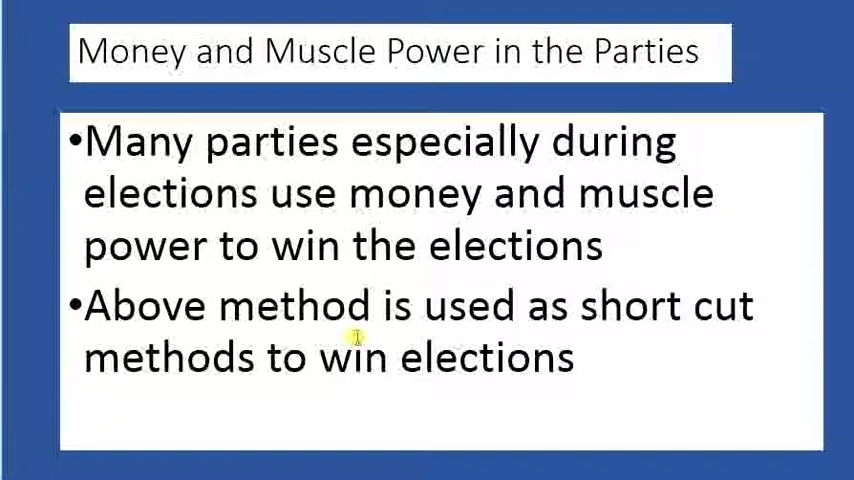 Money and Muscle Power in the Parties
•Many parties especially during
elections use money and muscle
power to win the elections
•Above method is used as short cut
methods to win elections